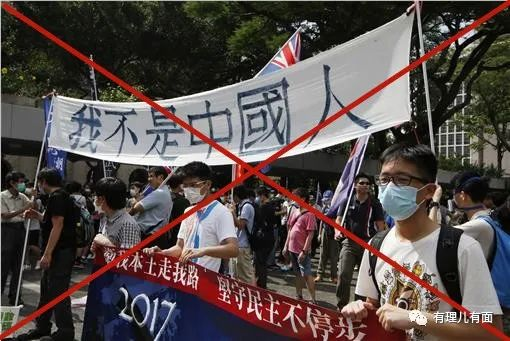 我不是中國人
本土走我路 堅守民主不停步
2017
有理儿有面